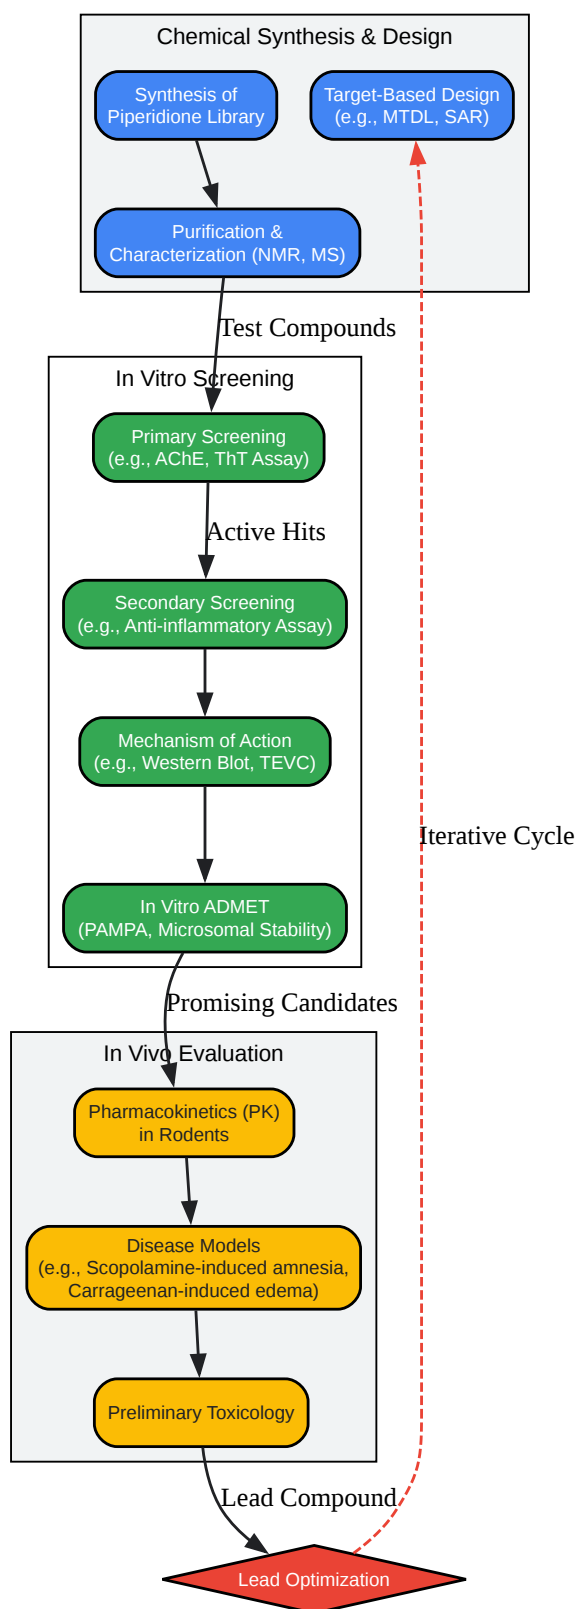 Chemical Synthesis & Design
Synthesis of
Piperidione Library
Target-Based Design
(e.g., MTDL, SAR)
Purification &
Characterization (NMR, MS)
Test Compounds
In Vitro Screening
Primary Screening
(e.g., AChE, ThT Assay)
Active Hits
Secondary Screening
(e.g., Anti-inflammatory Assay)
Mechanism of Action
(e.g., Western Blot, TEVC)
Iterative Cycle
In Vitro ADMET
(PAMPA, Microsomal Stability)
Promising Candidates
In Vivo Evaluation
Pharmacokinetics (PK)
in Rodents
Disease Models
(e.g., Scopolamine-induced amnesia,
Carrageenan-induced edema)
Preliminary Toxicology
Lead Compound
Lead Optimization